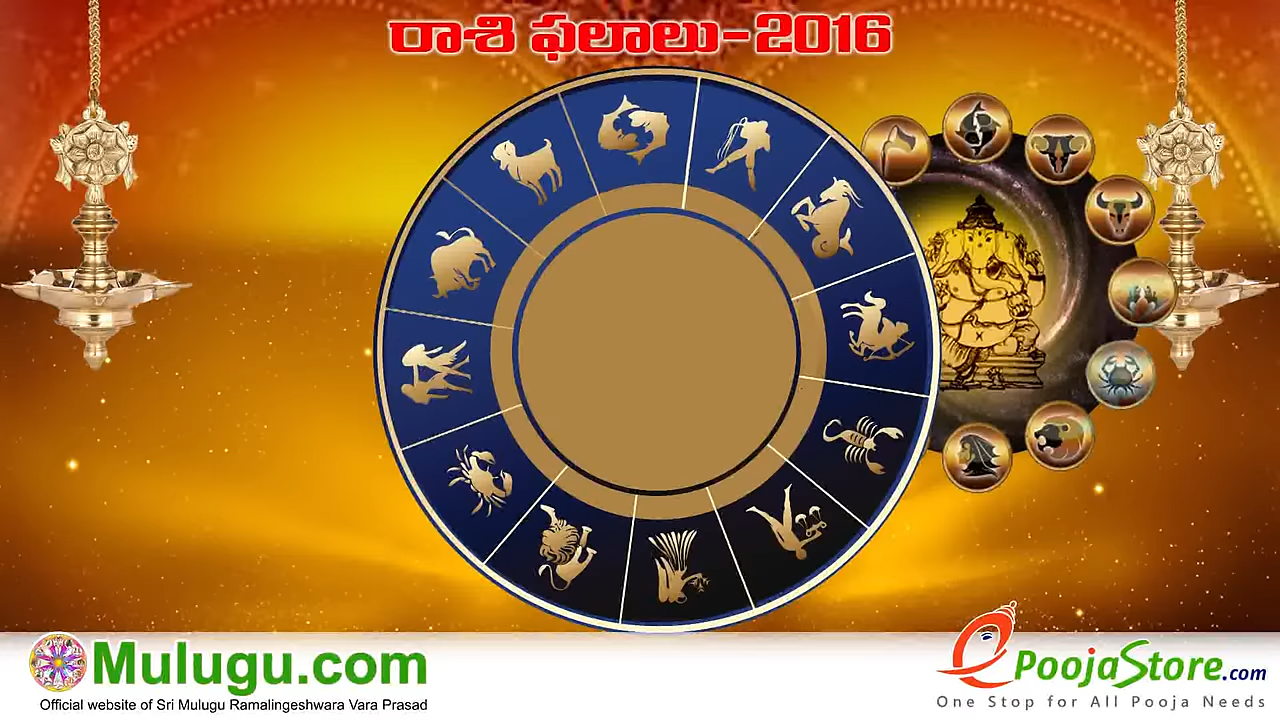 రాశి ఫలాలు-2016
Mulugu.com
Official website of Sri Mulugu Ramalingeshwara Vara Prasad
ePoojaStore.com
One Stop for All Pooja Needs